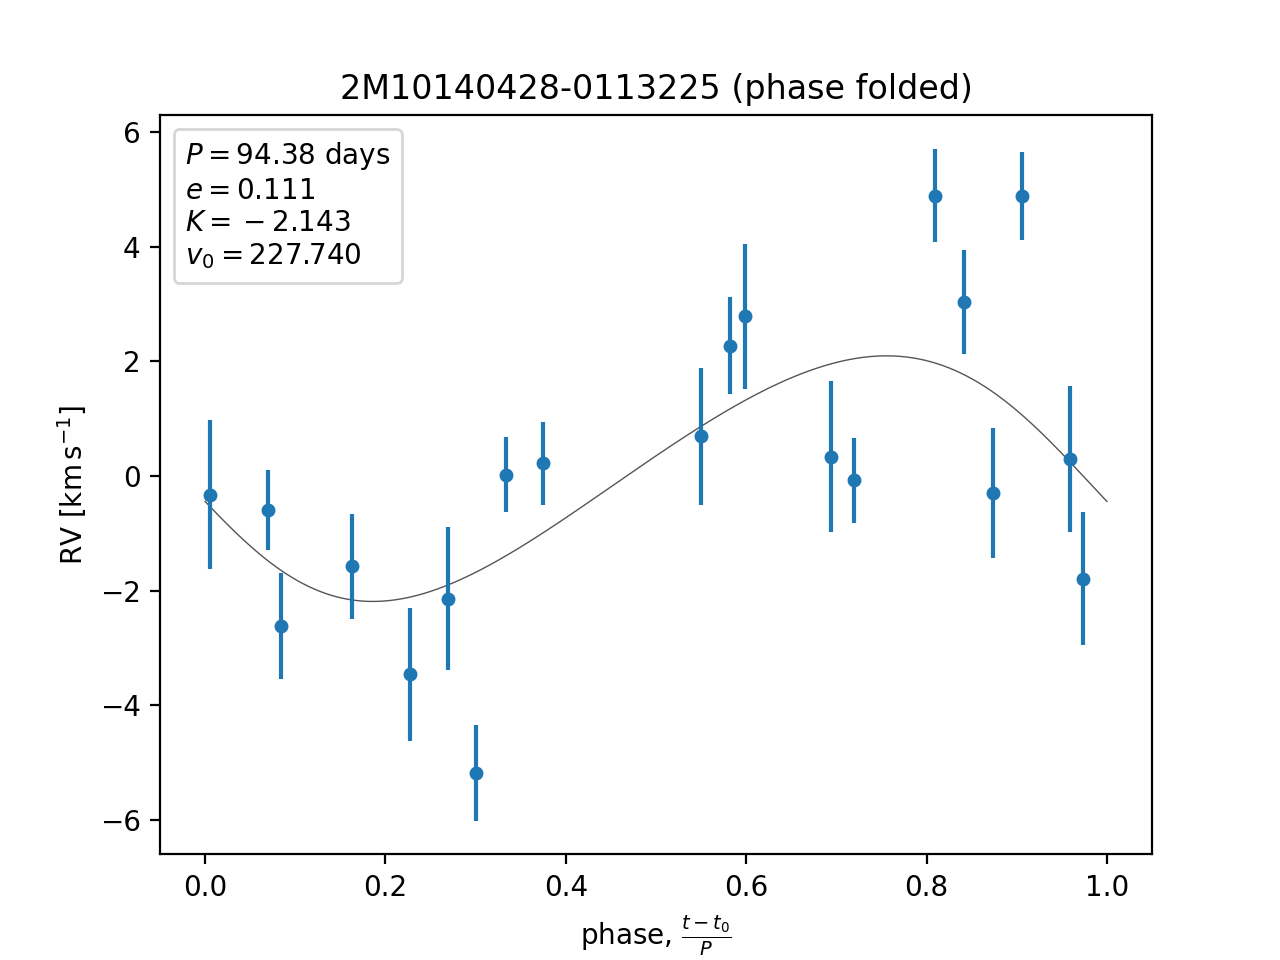 2M10140428-0113225 (phase folded)
P = 94.38 days
e = 0.111
K = −2.143
v₀ = 227.740
RV [km s⁻¹]
6
4
2
0
−2
−4
−6
0.0 0.2 0.4 0.6 0.8 1.0
phase, (t − t₀)/P